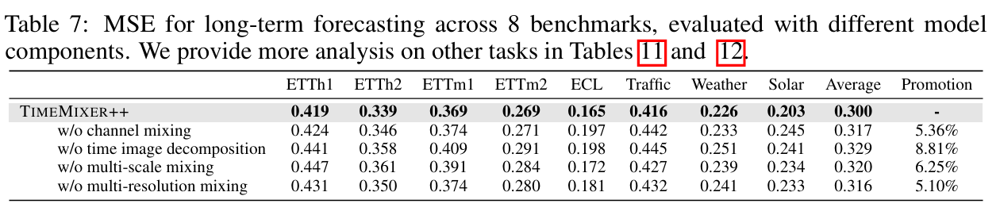 Table 7: MSE for long-term forecasting across 8 benchmarks, evaluated with different model
components. We provide more analysis on other tasks in Tables 11 and 12.
ETTh1 ETTh2 ETTm1 ETTm2 ECL Traffic Weather Solar Average Promotion
TIMEMIXER++ 0.419 0.339 0.369 0.269 0.165 0.416 0.226 0.203 0.300 -
w/o channel mixing 0.424 0.346 0.374 0.271 0.197 0.442 0.233 0.245 0.317 5.36%
w/o time image decomposition 0.441 0.358 0.409 0.291 0.198 0.445 0.251 0.241 0.329 8.81%
w/o multi-scale mixing 0.447 0.361 0.391 0.284 0.172 0.427 0.239 0.234 0.320 6.25%
w/o multi-resolution mixing 0.431 0.350 0.374 0.280 0.181 0.432 0.241 0.233 0.316 5.10%